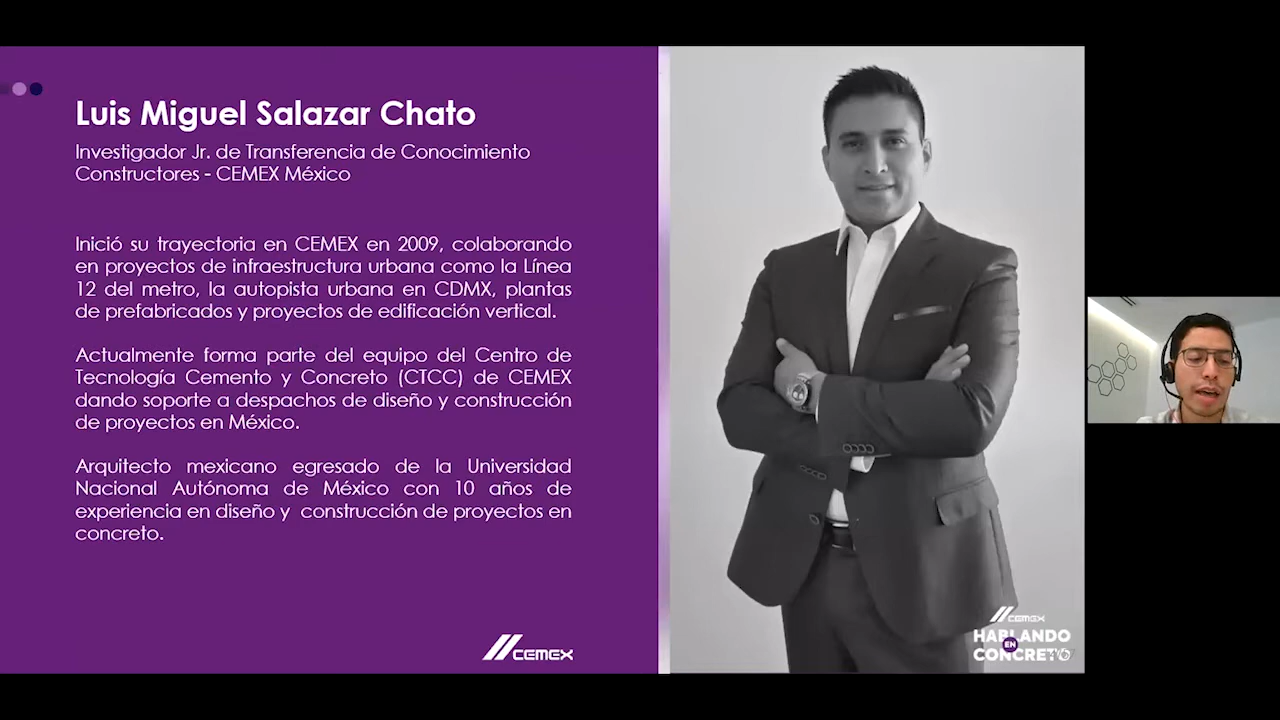 Luis Miguel Salazar Chato
Investigador Jr. de Transferencia de Conocimiento
Constructores - CEMEX México
Inició su trayectoria en CEMEX en 2009, colaborando
en proyectos de infraestructura urbana como la Línea
12 del metro, la autopista urbana en CDMX, plantas
de prefabricados y proyectos de edificación vertical.
Actualmente forma parte del equipo del Centro de
Tecnología Cemento y Concreto (CTCC) de CEMEX
dando soporte a despachos de diseño y construcción
de proyectos en México.
Arquitecto mexicano egresado de la Universidad
Nacional Autónoma de México con 10 años de
experiencia en diseño y construcción de proyectos en
concreto.
CEMEX
CEMEX
HABLANDO
EN
CONCRETO